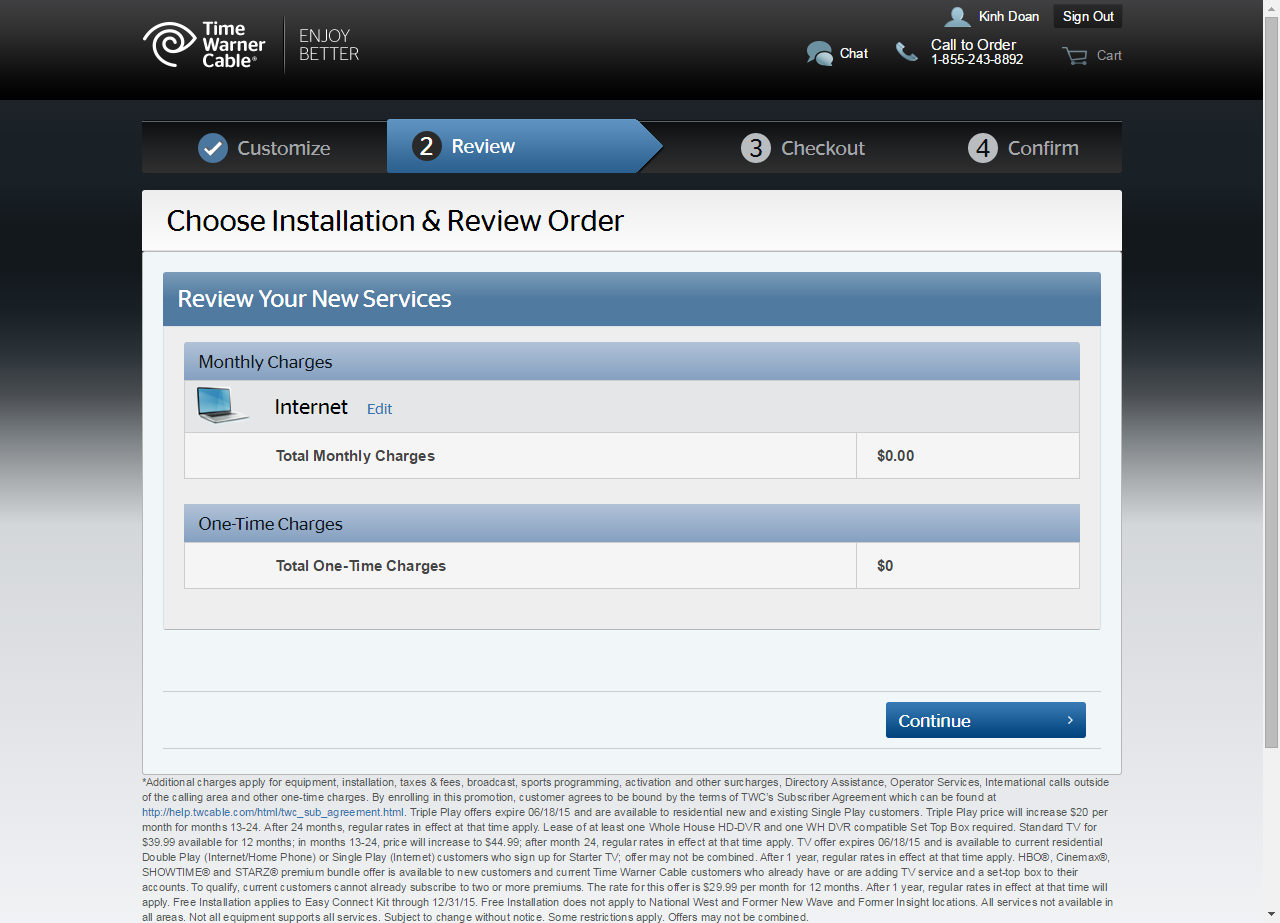 Time
Warner
Cable®
ENJOY
BETTER
Kinh Doan
Sign Out
Chat
Call to Order
1-855-243-8892
Cart
Customize
2 Review
3 Checkout
4 Confirm
Choose Installation & Review Order
Review Your New Services
Monthly Charges
Internet Edit
Total Monthly Charges $0.00
One-Time Charges
Total One-Time Charges $0
Continue ›
*Additional charges apply for equipment, installation, taxes & fees, broadcast, sports programming, activation and other surcharges, Directory Assistance, Operator Services, International calls outside
of the calling area and other one-time charges. By enrolling in this promotion, customer agrees to be bound by the terms of TWC's Subscriber Agreement which can be found at
http://help.twcable.com/html/twc_sub_agreement.html. Triple Play offers expire 06/18/15 and are available to residential new and existing Single Play customers. Triple Play price will increase $20 per
month for months 13-24. After 24 months, regular rates in effect at that time apply. Lease of at least one Whole House HD-DVR and one WH DVR compatible Set Top Box required. Standard TV for
$39.99 available for 12 months; in months 13-24, price will increase to $44.99; after month 24, regular rates in effect at that time apply. TV offer expires 06/18/15 and is available to current residential
Double Play (Internet/Home Phone) or Single Play (Internet) customers who sign up for Starter TV; offer may not be combined. After 1 year, regular rates in effect at that time apply. HBO®, Cinemax®,
SHOWTIME® and STARZ® premium bundle offer is available to new customers and current Time Warner Cable customers who already have or are adding TV service and a set-top box to their
accounts. To qualify, current customers cannot already subscribe to two or more premiums. The rate for this offer is $29.99 per month for 12 months. After 1 year, regular rates in effect at that time will
apply. Free Installation applies to Easy Connect Kit through 12/31/15. Free Installation does not apply to National West and Former New Wave and Former Insight locations. All services not available in
all areas. Not all equipment supports all services. Subject to change without notice. Some restrictions apply. Offers may not be combined.